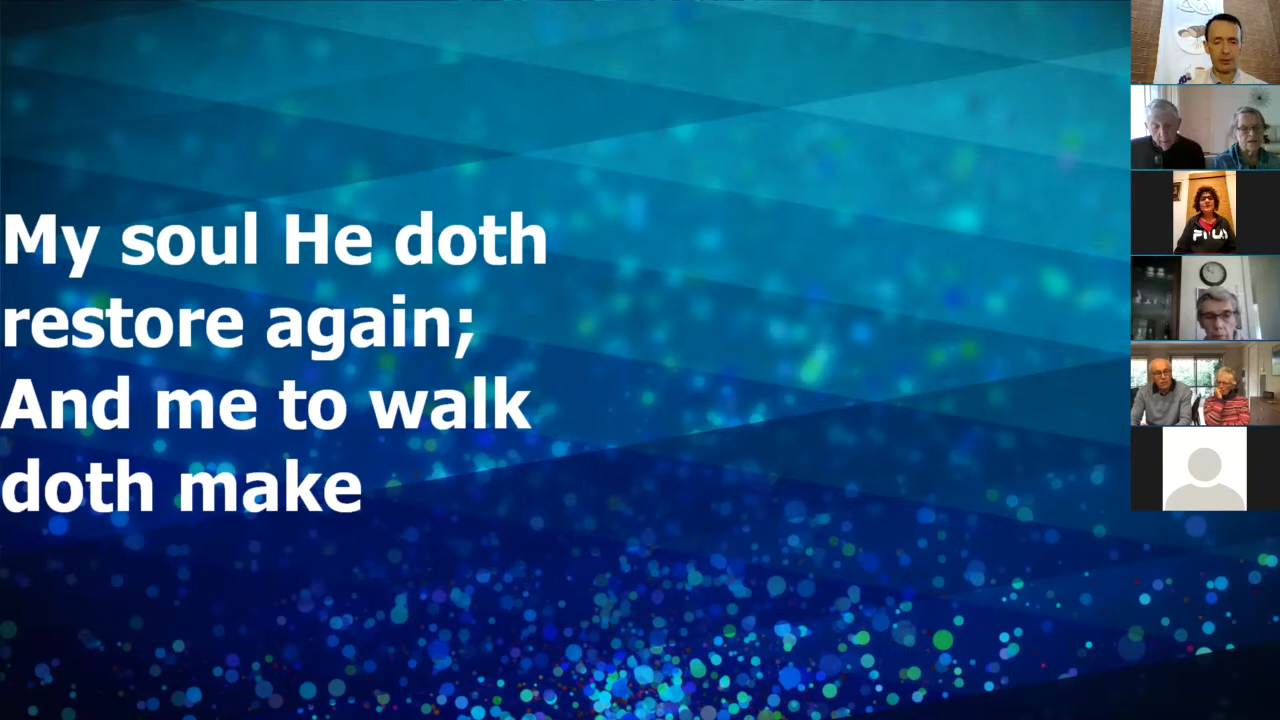 My soul He doth
restore again;
And me to walk
doth make
FILA